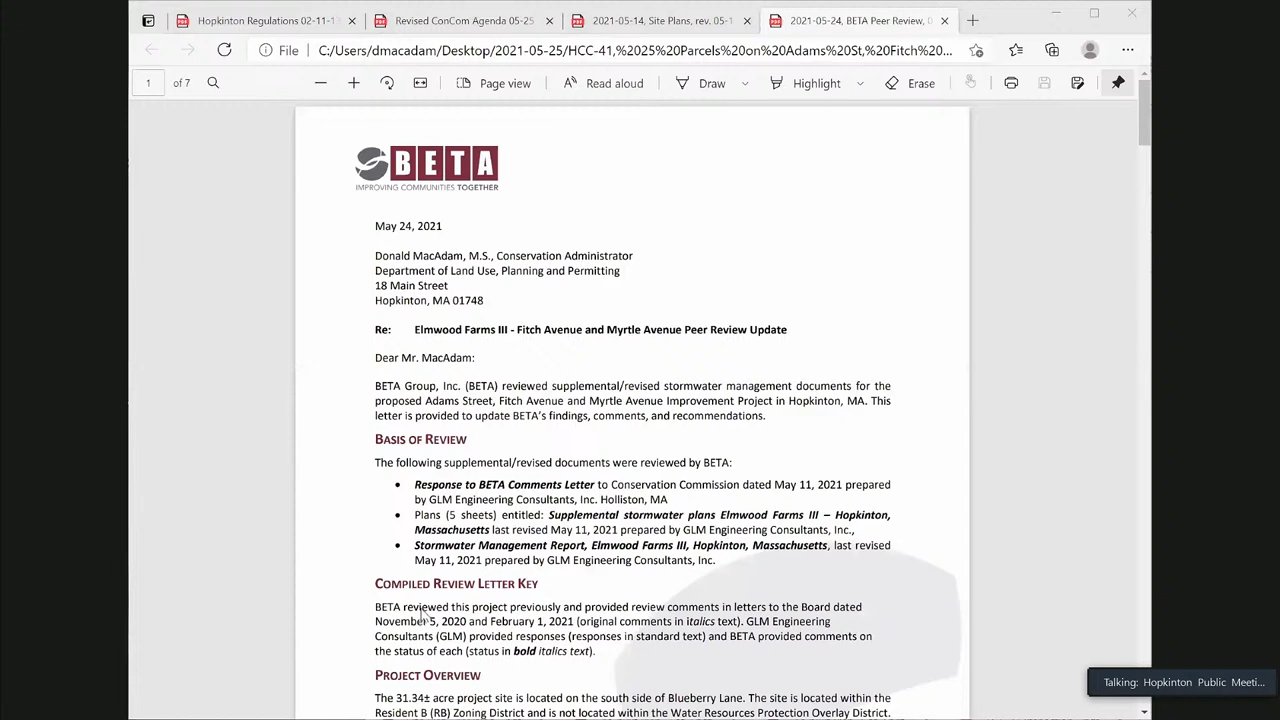 Hopkinton Regulations 02-11-1
Revised ConCom Agenda 05-25
2021-05-14, Site Plans, rev. 05-1
2021-05-24, BETA Peer Review, 0
File
C:/Users/dmacadam/Desktop/2021-05-25/HCC-41,%2025%20Parcels%20on%20Adams%20St,%20Fitch%20...
1 of 7
Page view
Read aloud
Draw
Highlight
Erase
BETA
IMPROVING COMMUNITIES TOGETHER
May 24, 2021
Donald MacAdam, M.S., Conservation Administrator
Department of Land Use, Planning and Permitting
18 Main Street
Hopkinton, MA 01748
Re: Elmwood Farms III - Fitch Avenue and Myrtle Avenue Peer Review Update
Dear Mr. MacAdam:
BETA Group, Inc. (BETA) reviewed supplemental/revised stormwater management documents for the
proposed Adams Street, Fitch Avenue and Myrtle Avenue Improvement Project in Hopkinton, MA. This
letter is provided to update BETA's findings, comments, and recommendations.
BASIS OF REVIEW
The following supplemental/revised documents were reviewed by BETA:
• Response to BETA Comments Letter to Conservation Commission dated May 11, 2021 prepared
by GLM Engineering Consultants, Inc. Holliston, MA
• Plans (5 sheets) entitled: Supplemental stormwater plans Elmwood Farms III – Hopkinton,
Massachusetts last revised May 11, 2021 prepared by GLM Engineering Consultants, Inc.,
• Stormwater Management Report, Elmwood Farms III, Hopkinton, Massachusetts, last revised
May 11, 2021 prepared by GLM Engineering Consultants, Inc.
COMPILED REVIEW LETTER KEY
BETA reviewed this project previously and provided review comments in letters to the Board dated
November 5, 2020 and February 1, 2021 (original comments in italics text). GLM Engineering
Consultants (GLM) provided responses (responses in standard text) and BETA provided comments on
the status of each (status in bold italics text).
PROJECT OVERVIEW
The 31.34± acre project site is located on the south side of Blueberry Lane. The site is located within the
Resident B (RB) Zoning District and is not located within the Water Resources Protection Overlay District.
Talking: Hopkinton Public Meeti...